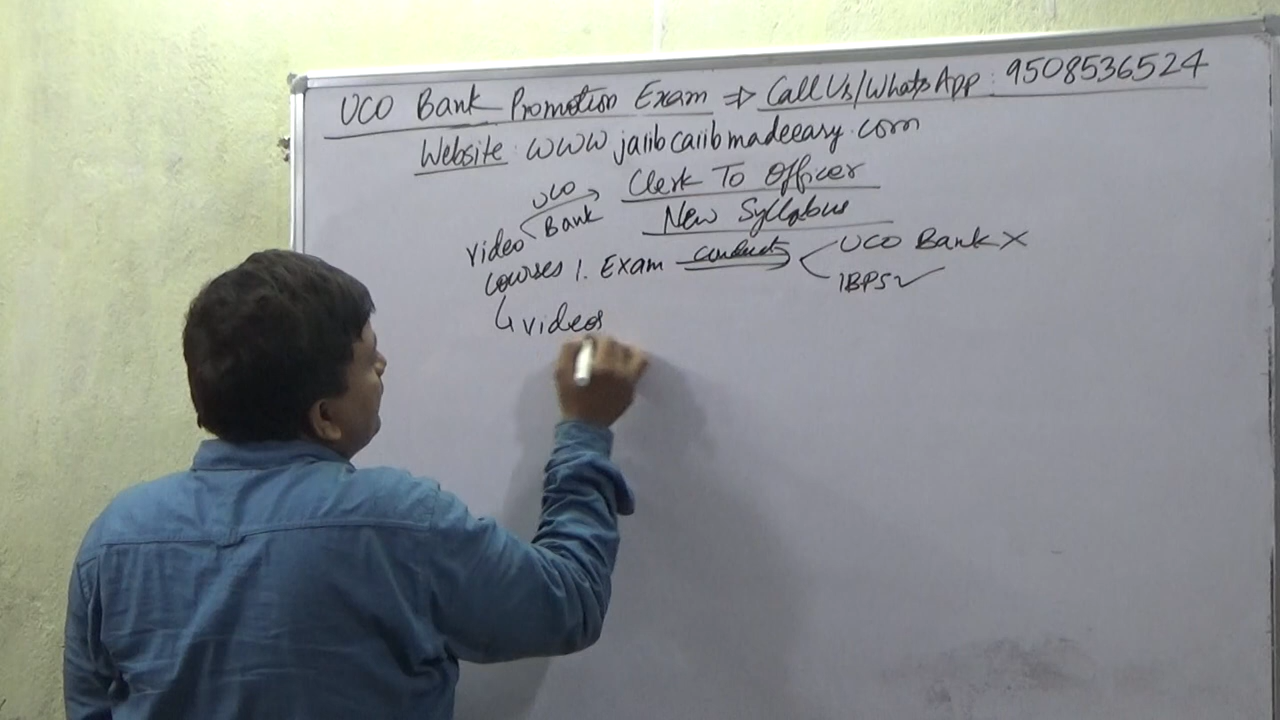 UCO Bank Promotion Exam ⇒ Call Us/WhatsApp : 9508536524
Website : www.jaiibcaiibmadeeasy.com
Clerk To Officer
New Syllabus
UCO
Bank
video
courses
1. Exam conducts
UCO Bank X
IBPS ✓
↳ videos